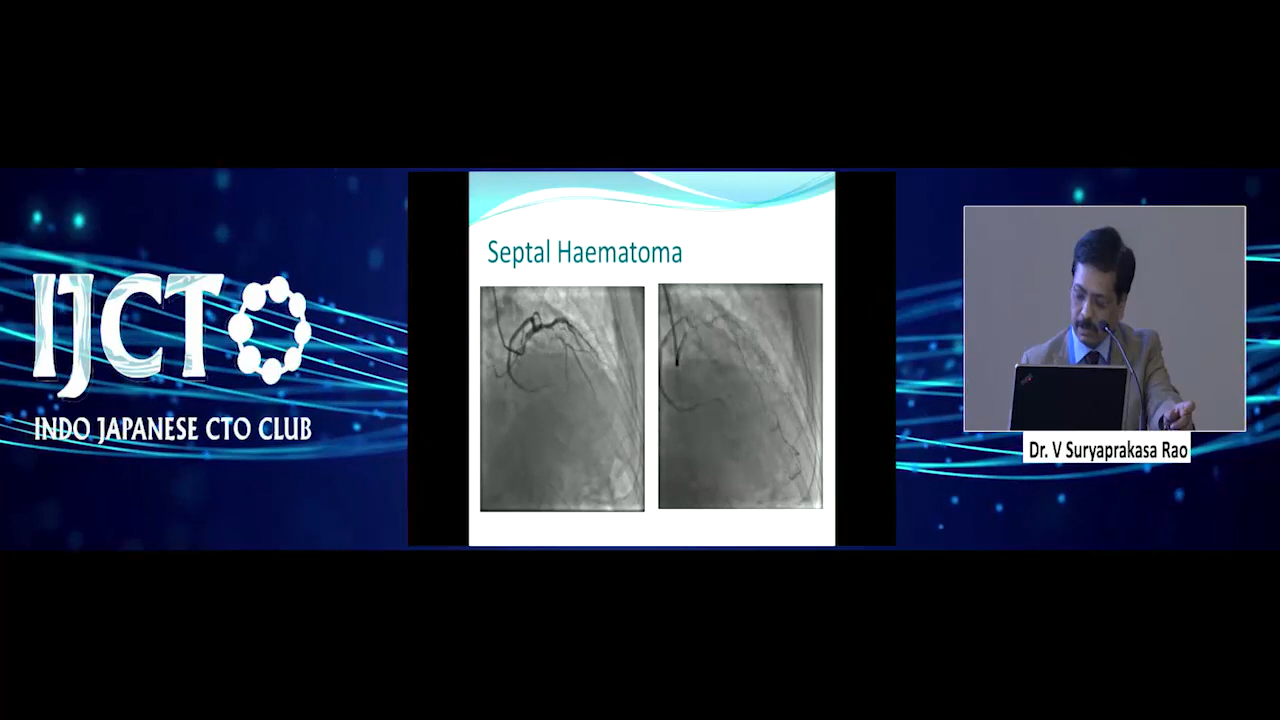 IJCTO
INDO JAPANESE CTO CLUB
Septal Haematoma
Dr. V Suryaprakasa Rao